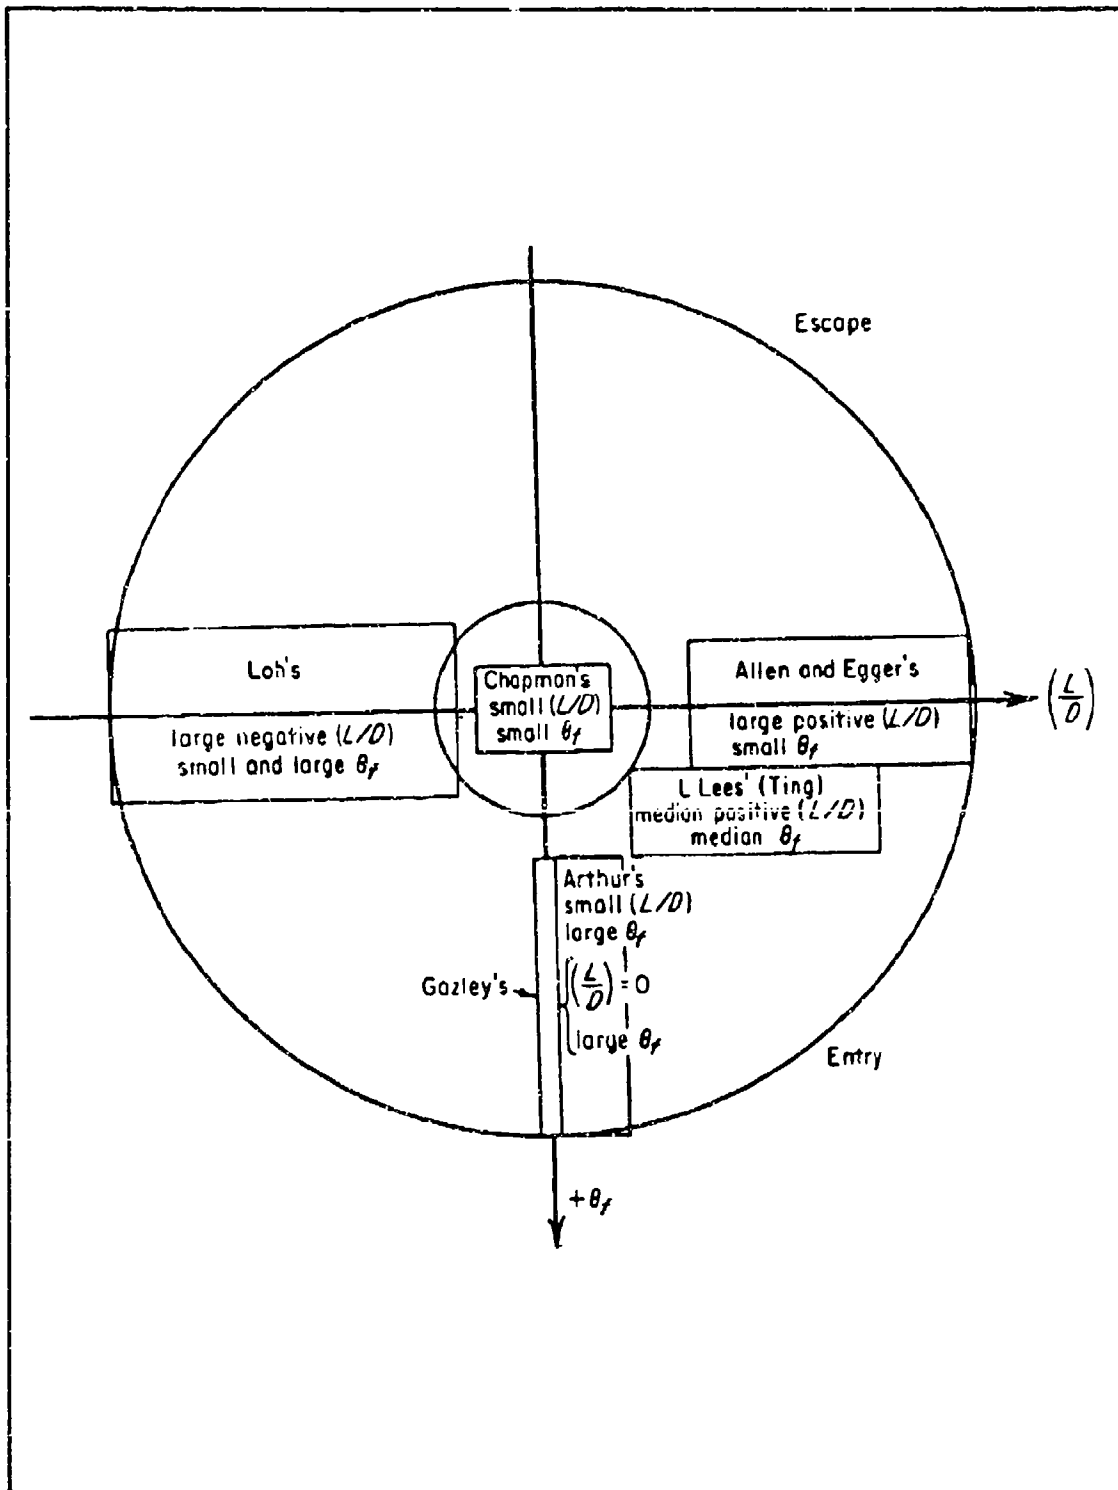 Escape
Loh's
large negative (L/D)
small and large θf
Chapman's
small (L/D)
small θf
Allen and Egger's
large positive (L/D)
small θf
(L/D)
L Lees' (Ting)
median positive (L/D)
median θf
Arthur's
small (L/D)
large θf
Gazley's
(L/D) = 0
large θf
Entry
+θf